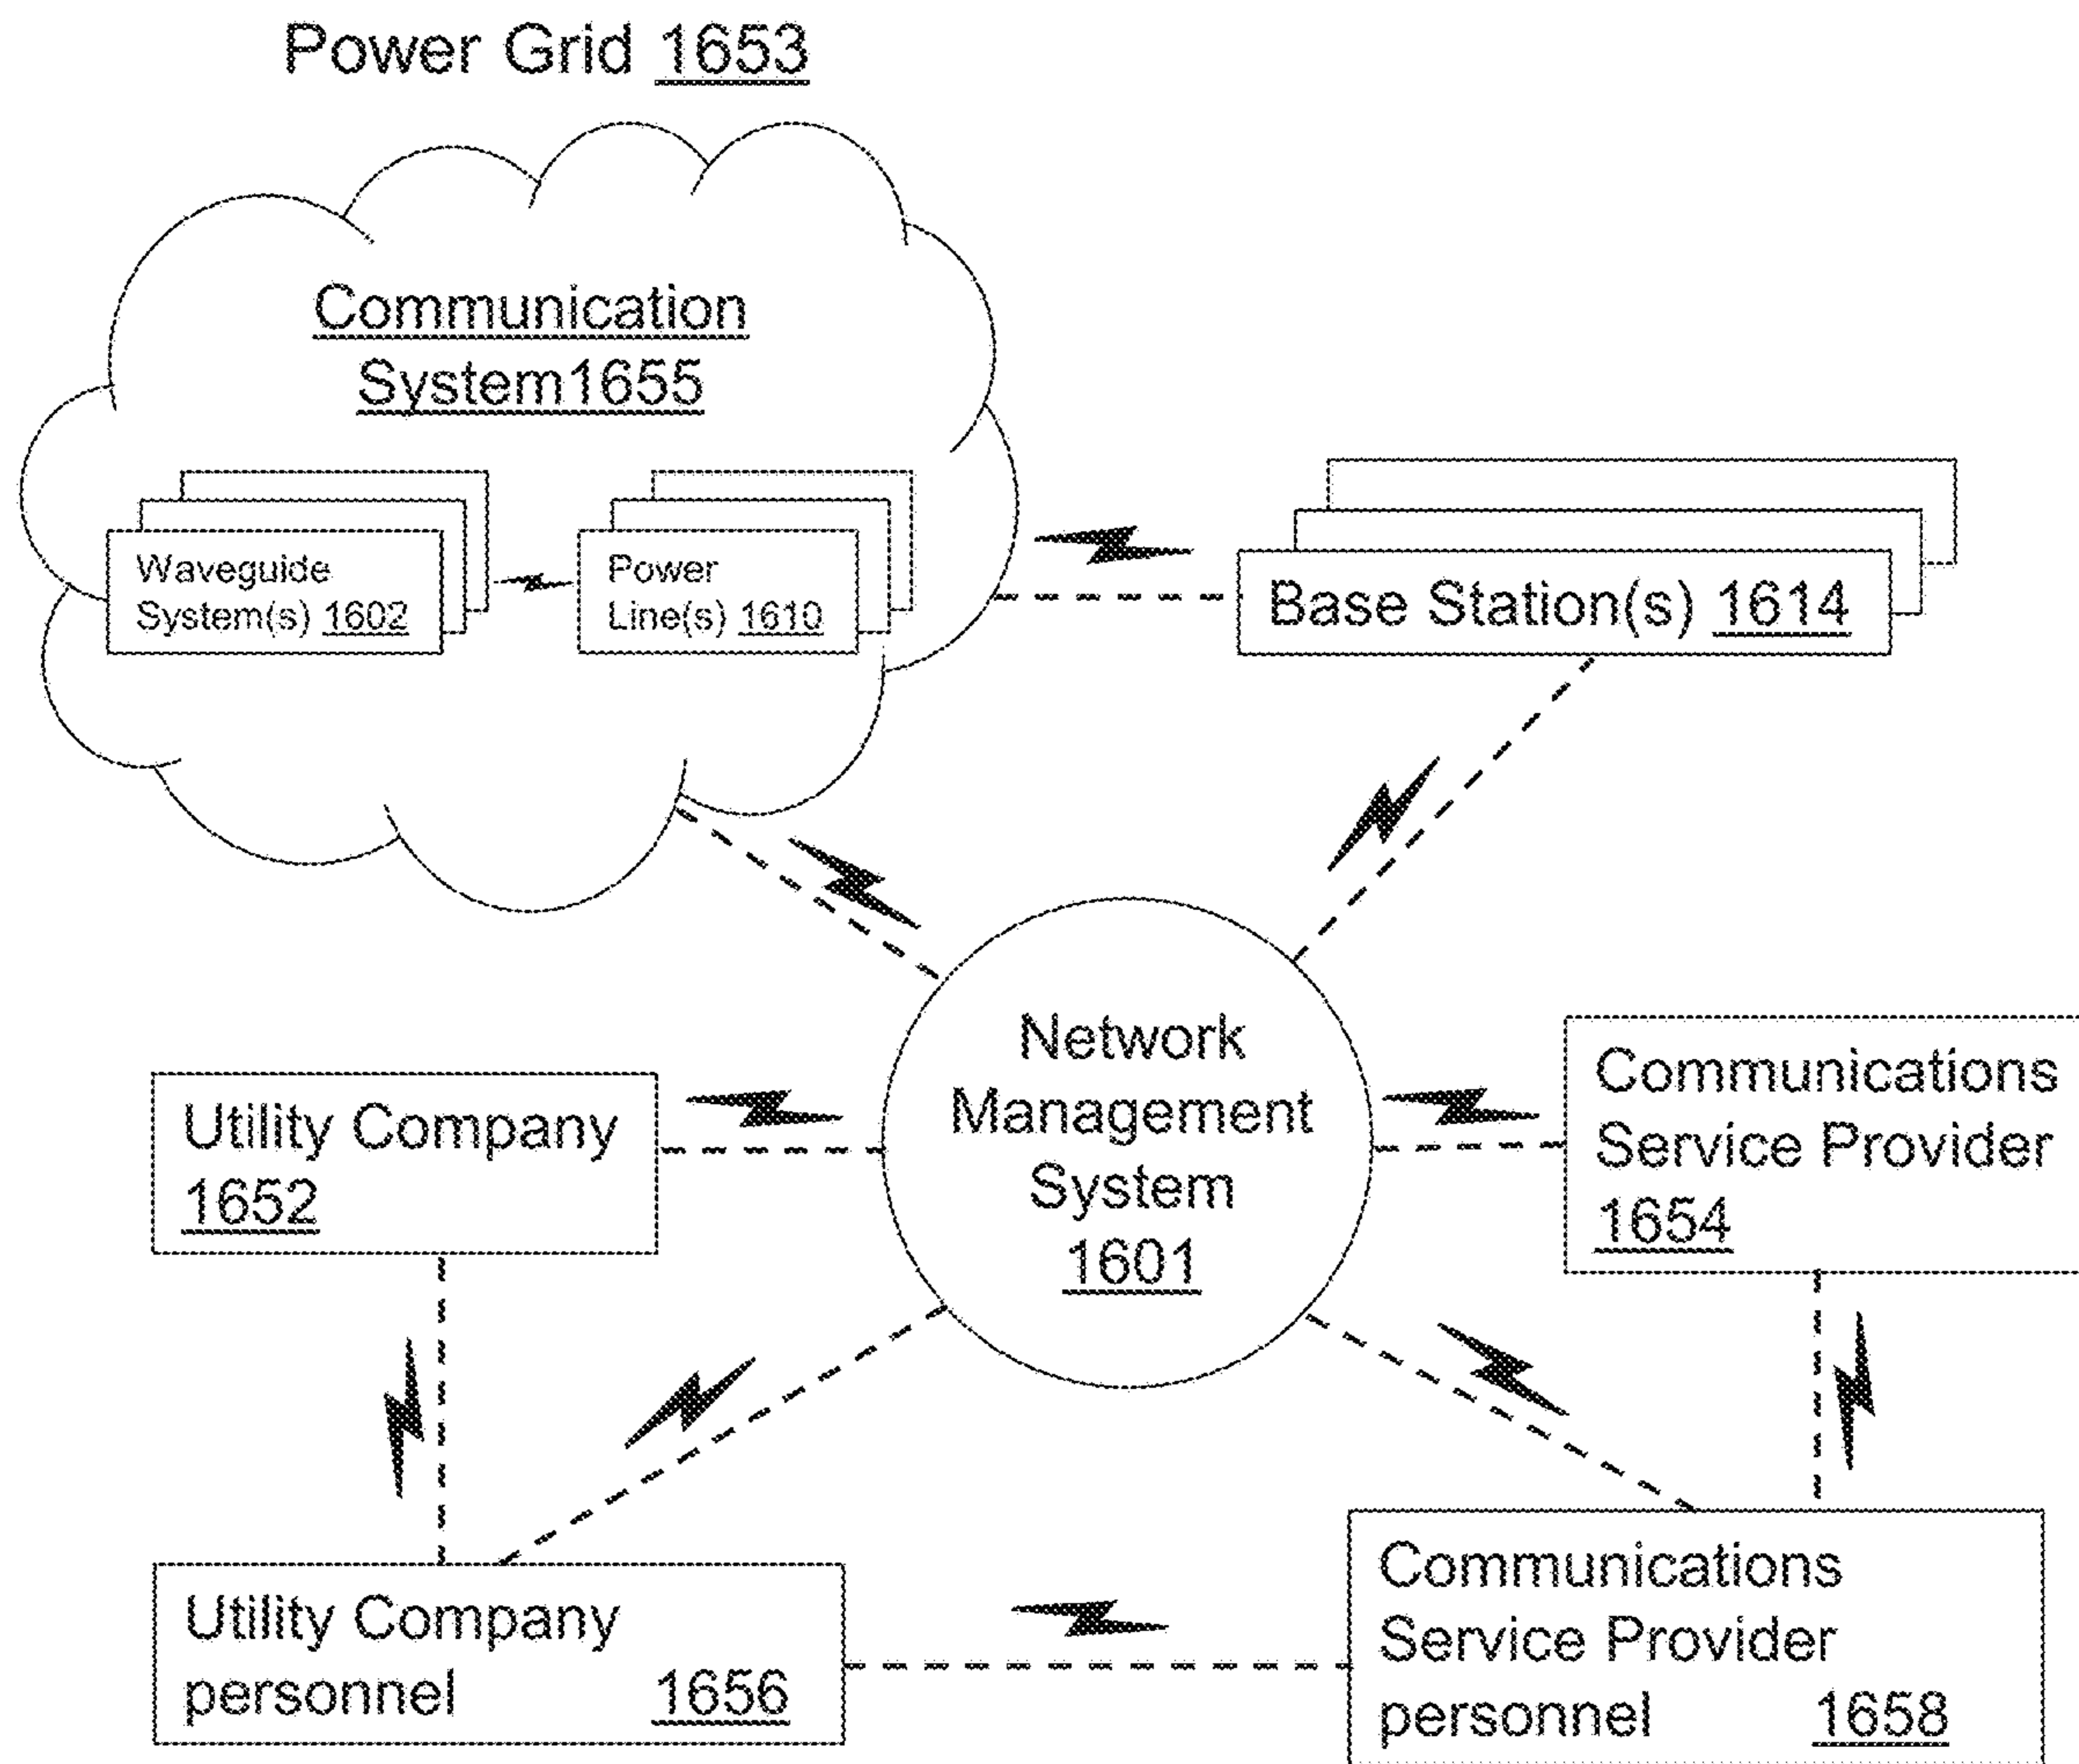 Power Grid 1653
Communication
System1655
Waveguide
System(s) 1602
Power
Line(s) 1610
Base Station(s) 1614
Network
Management
System
1601
Utility Company
1652
Communications
Service Provider
1654
Utility Company
personnel 1656
Communications
Service Provider
personnel 1658